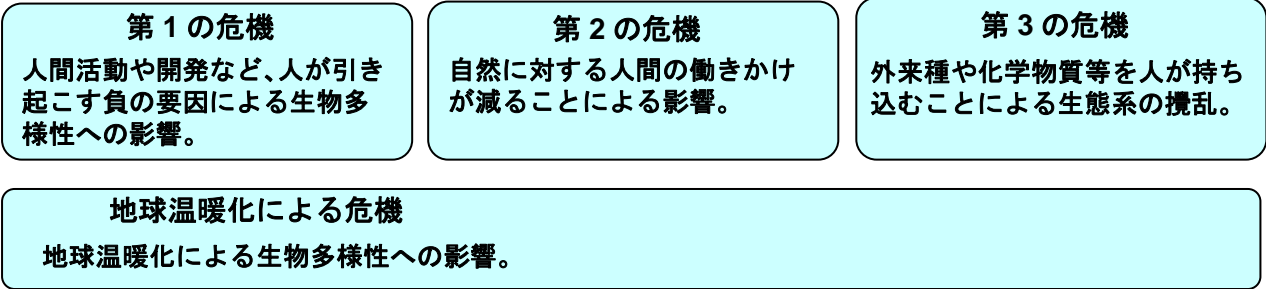 第 1 の危機
人間活動や開発など、人が引き
起こす負の要因による生物多
様性への影響。
第 2 の危機
自然に対する人間の働きかけ
が減ることによる影響。
第 3 の危機
外来種や化学物質等を人が持ち
込むことによる生態系の攪乱。
地球温暖化による危機
地球温暖化による生物多様性への影響。